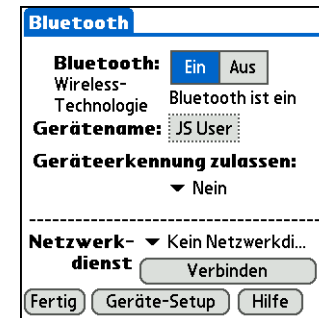 Bluetooth
Bluetooth: Ein Aus
Wireless-
Technologie Bluetooth ist ein
Gerätename: JS User
Geräteerkennung zulassen:
Nein
Netzwerk- Kein Netzwerkdi...
dienst Verbinden
Fertig Geräte-Setup Hilfe